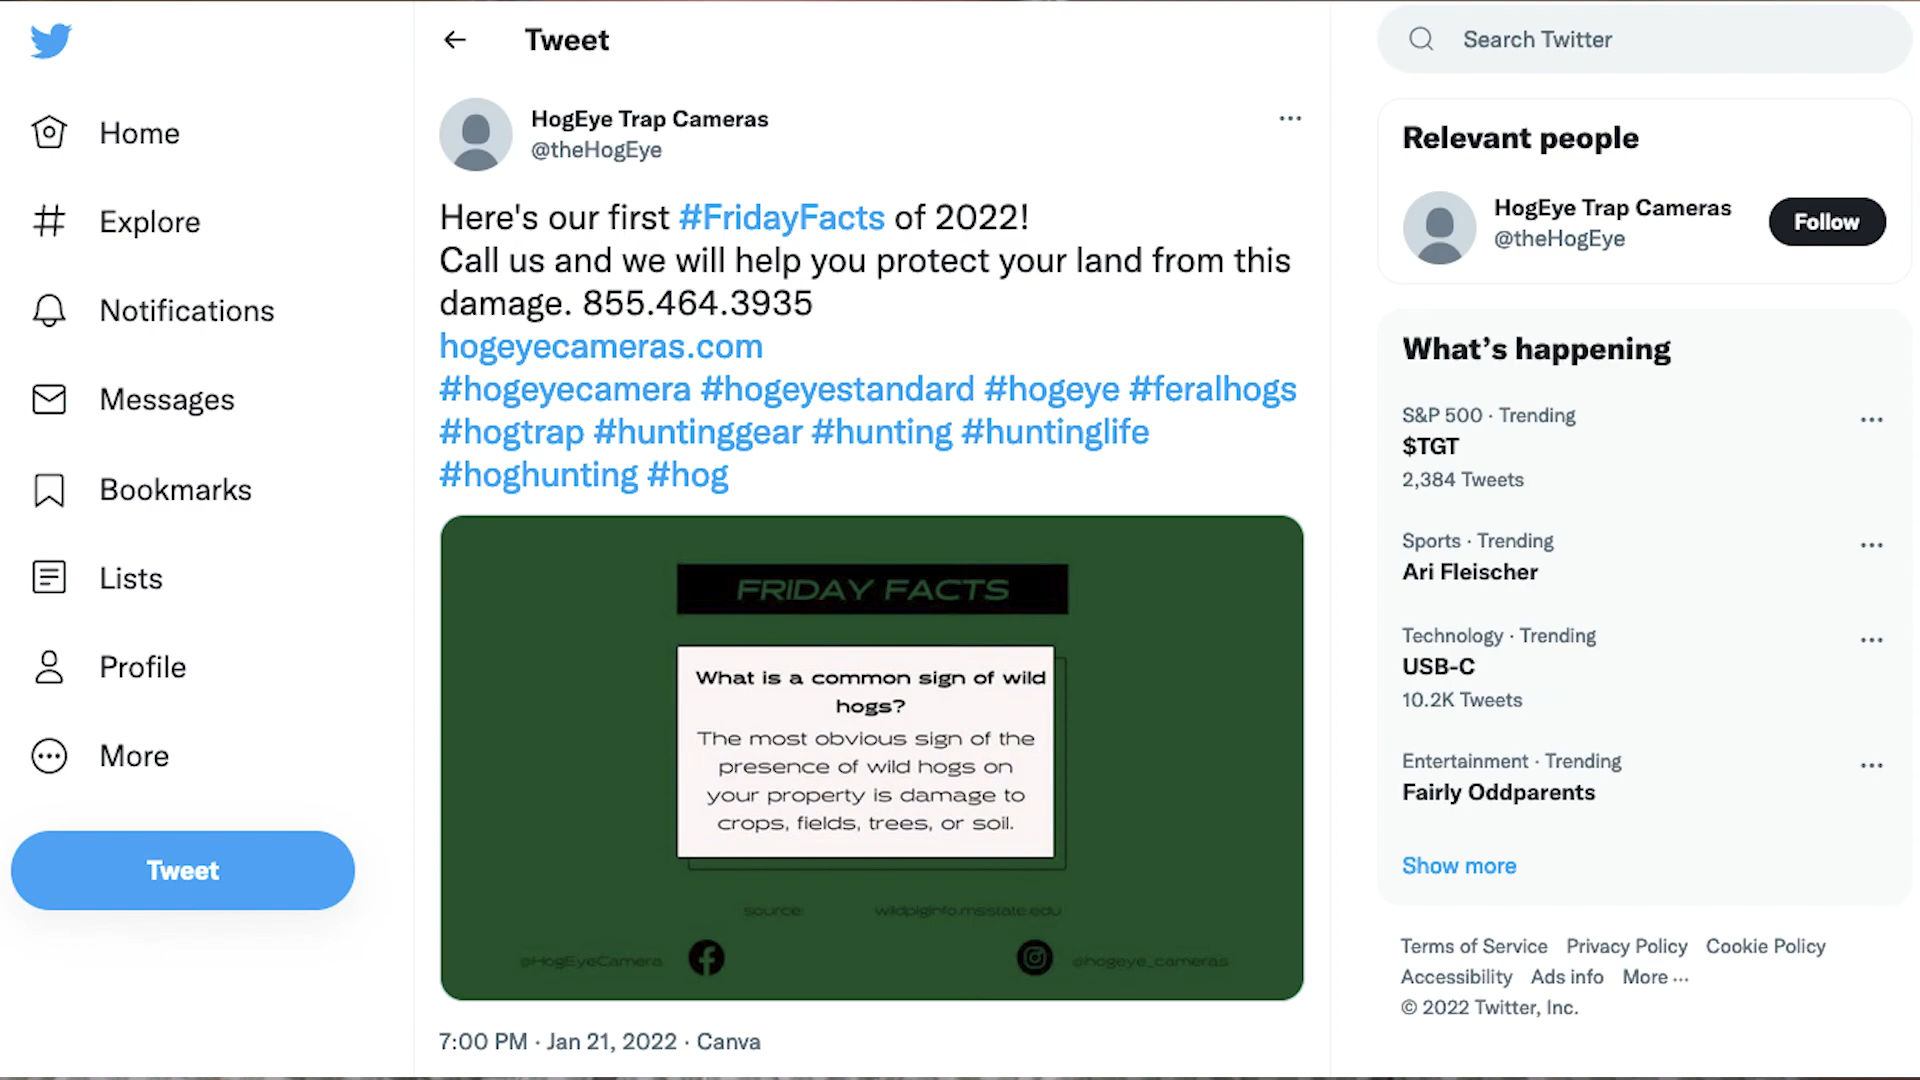 Home
Explore
Notifications
Messages
Bookmarks
Lists
Profile
More
Tweet
Tweet
HogEye Trap Cameras
@theHogEye
Here's our first #FridayFacts of 2022!
Call us and we will help you protect your land from this
damage. 855.464.3935
hogeyecameras.com
#hogeyecamera #hogeyestandard #hogeye #feralhogs
#hogtrap #huntinggear #hunting #huntinglife
#hoghunting #hog
FRIDAY FACTS
What is a common sign of wild
hogs?
The most obvious sign of the
presence of wild hogs on
your property is damage to
crops, fields, trees, or soil.
source: wildpiginfo.msstate.edu
@HogEyeCamera @hogeye_cameras
7:00 PM · Jan 21, 2022 · Canva
Search Twitter
Relevant people
HogEye Trap Cameras
@theHogEye
Follow
What's happening
S&P 500 · Trending
$TGT
2,384 Tweets
Sports · Trending
Ari Fleischer
Technology · Trending
USB-C
10.2K Tweets
Entertainment · Trending
Fairly Oddparents
Show more
Terms of Service Privacy Policy Cookie Policy
Accessibility Ads info More ···
© 2022 Twitter, Inc.